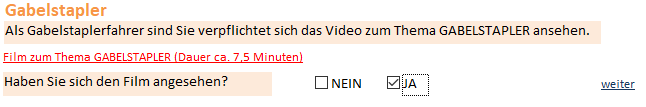 Gabelstapler
Als Gabelstaplerfahrer sind Sie verpflichtet sich das Video zum Thema GABELSTAPLER ansehen.
Film zum Thema GABELSTAPLER (Dauer ca. 7,5 Minuten)
Haben Sie sich den Film angesehen? NEIN JA weiter